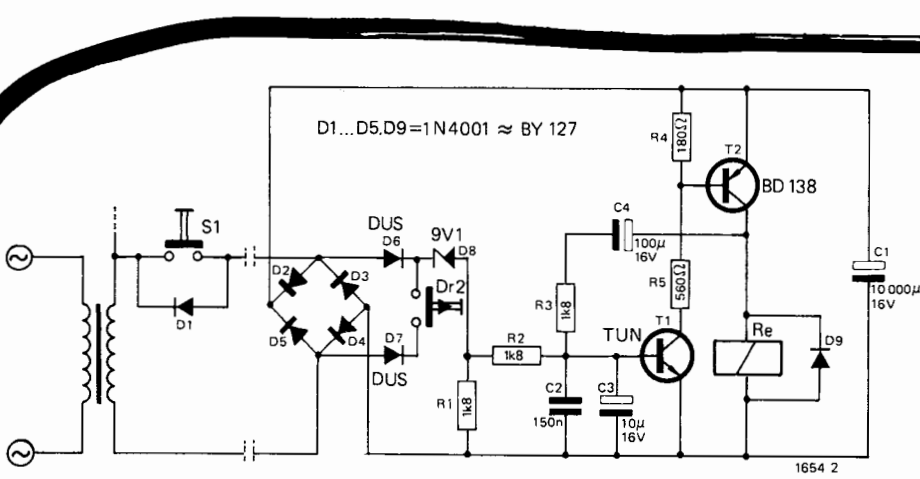 D1...D5,D9=1N4001 ≈ BY 127
R4
180Ω
T2
BD 138
S1
D1
DUS
D6
9V1
D8
D2
D3
D5
D4
Dr2
D7
DUS
C4
100µ
16V
R3
1k8
R5
560Ω
C1
10 000µ
16V
TUN
T1
R2
1k8
Re
D9
R1
1k8
C2
150n
C3
10µ
16V
1654 2